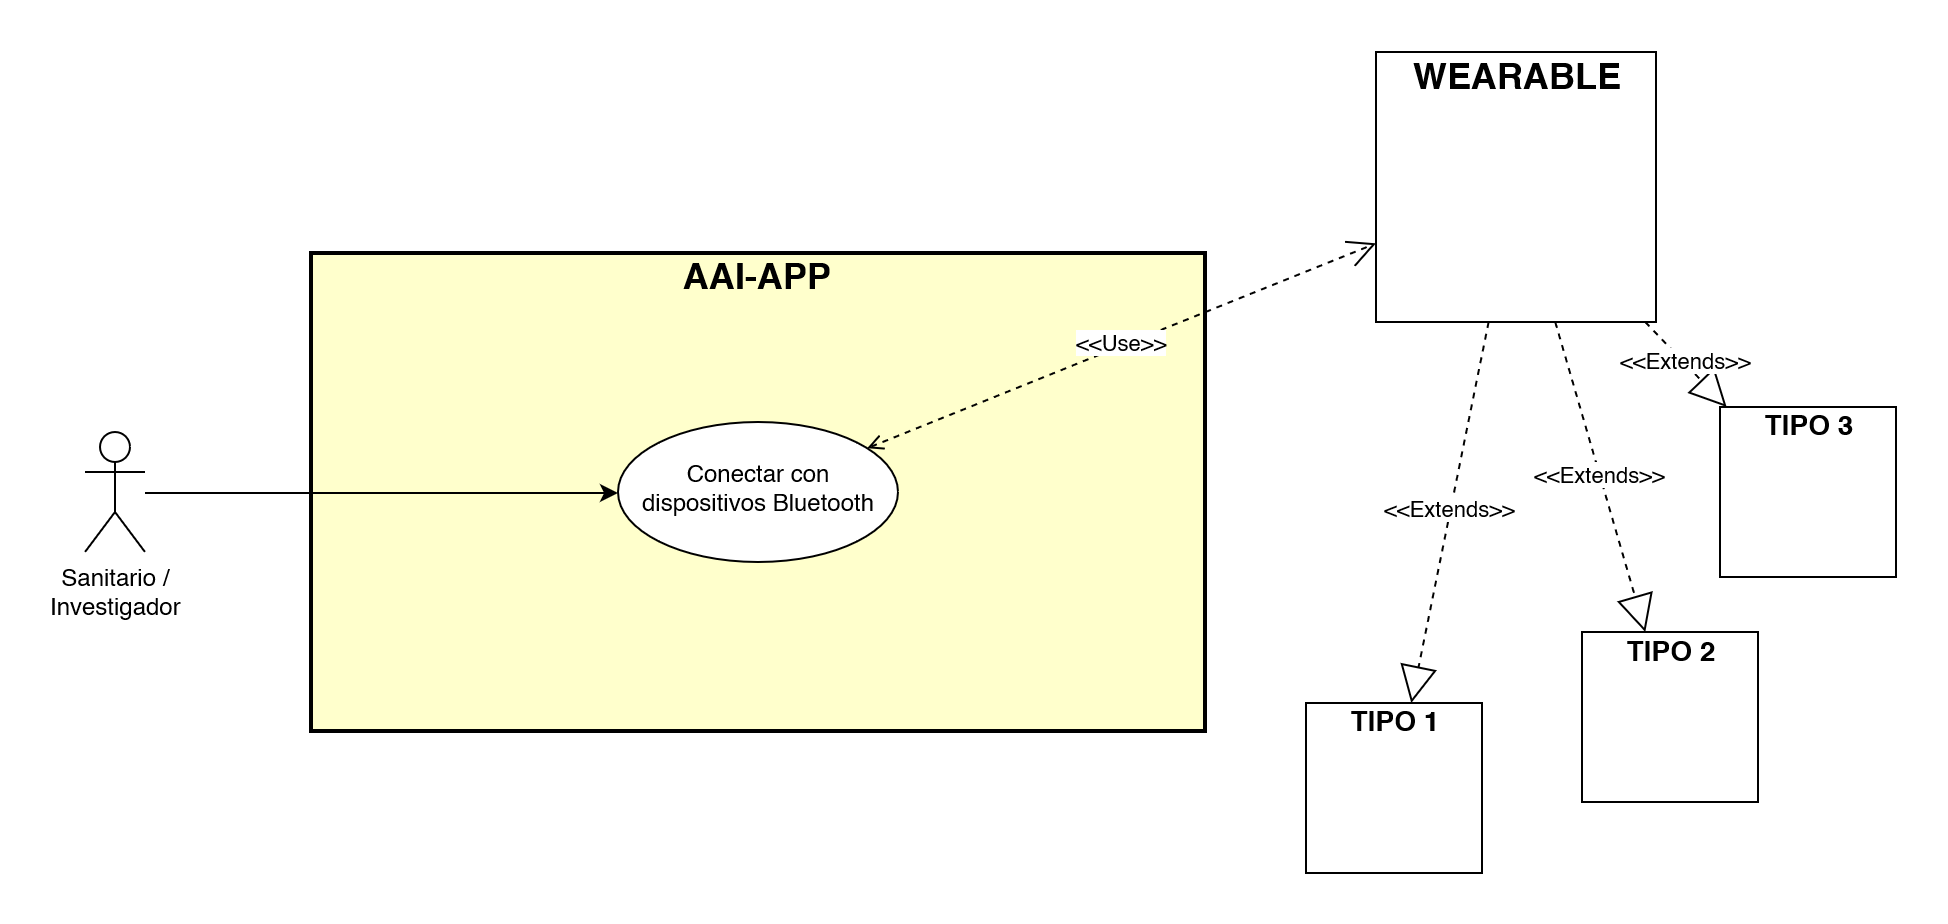 WEARABLE
AAI-APP
<<Use>>
<<Extends>>
TIPO 3
Conectar con
dispositivos Bluetooth
<<Extends>>
<<Extends>>
Sanitario /
Investigador
TIPO 2
TIPO 1